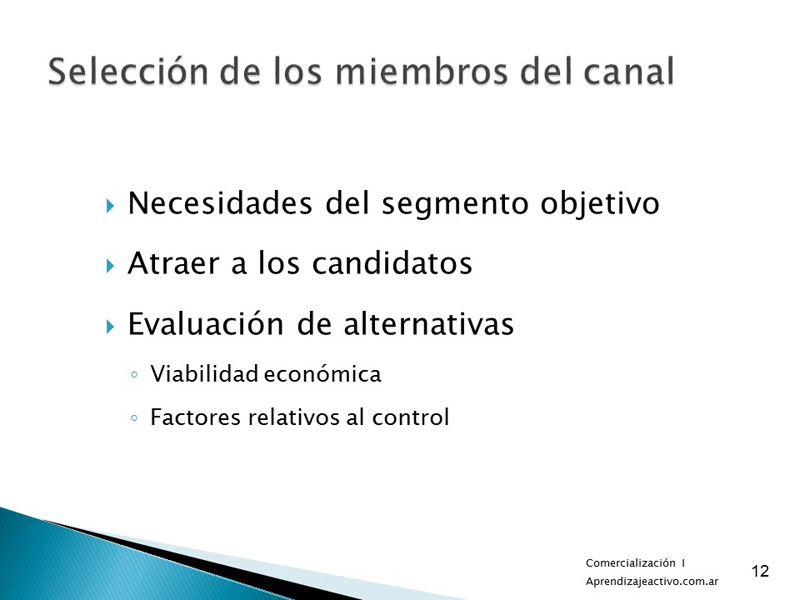 Selección de los miembros del canal
Necesidades del segmento objetivo
Atraer a los candidatos
Evaluación de alternativas
Viabilidad económica
Factores relativos al control
Comercialización I
Aprendizajeactivo.com.ar
12